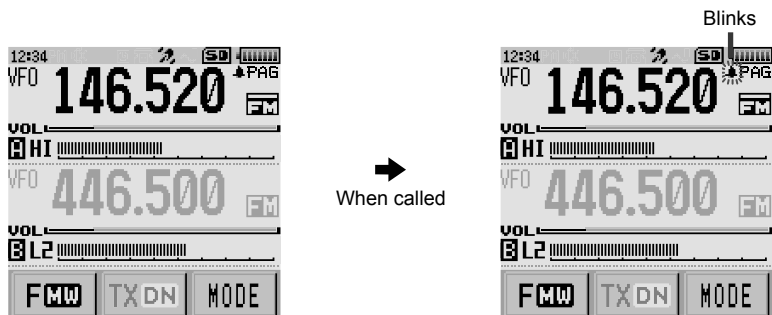 Blinks
12:34 SD
VFO 146.520 PAG
FM
VOL
A HI
VFO 446.500 FM
VOL
B L2
F MW TX DN MODE
When called
12:34 SD
VFO 146.520 PAG
FM
VOL
A HI
VFO 446.500 FM
VOL
B L2
F MW TX DN MODE